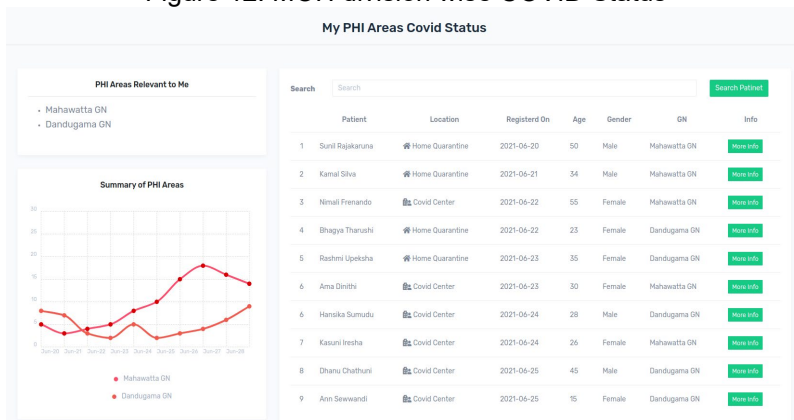 Figure wise COVID Status
My PHI Areas Covid Status
PHI Areas Relevant to Me
Mahawatta GN
Dandugama GN
Summary of PHI Areas
30
25
20
15
10
5
0
Jun-20 Jun-21 Jun-22 Jun-23 Jun-24 Jun-25 Jun-26 Jun-27 Jun-28
Mahawatta GN
Dandugama GN
Search Search Search Patinet
Patient Location Registerd On Age Gender GN Info
1 Sunil Rajakaruna Home Quarantine 2021-06-20 50 Male Mahawatta GN More Info
2 Kamal Silva Home Quarantine 2021-06-21 34 Male Mahawatta GN More Info
3 Nimali Frenando Covid Center 2021-06-22 55 Female Mahawatta GN More Info
4 Bhagya Tharushi Home Quarantine 2021-06-22 23 Female Dandugama GN More Info
5 Rashmi Upeksha Home Quarantine 2021-06-23 35 Female Dandugama GN More Info
6 Ama Dinithi Covid Center 2021-06-23 30 Female Mahawatta GN More Info
6 Hansika Sumudu Covid Center 2021-06-24 28 Male Dandugama GN More Info
7 Kasuni Iresha Covid Center 2021-06-24 26 Female Mahawatta GN More Info
8 Dhanu Chathuni Covid Center 2021-06-25 45 Male Dandugama GN More Info
9 Ann Sewwandi Covid Center 2021-06-25 15 Female Dandugama GN More Info